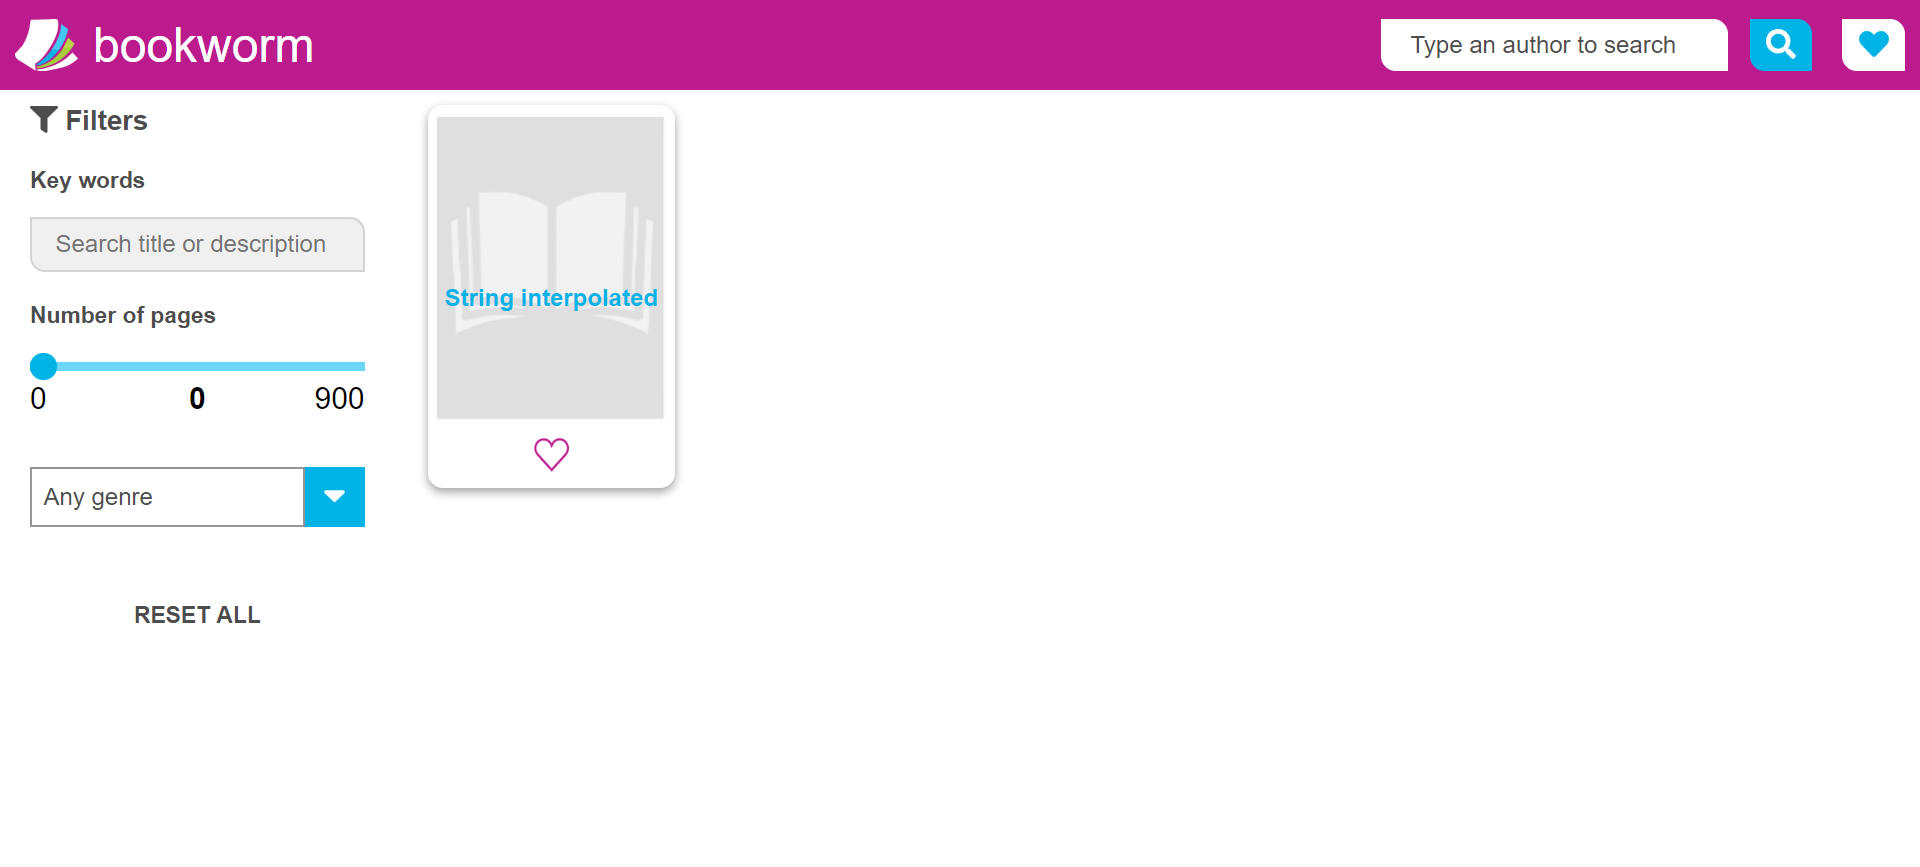 bookworm
Type an author to search
Filters
Key words
Search title or description
Number of pages
0 0 900
Any genre
RESET ALL
String interpolated